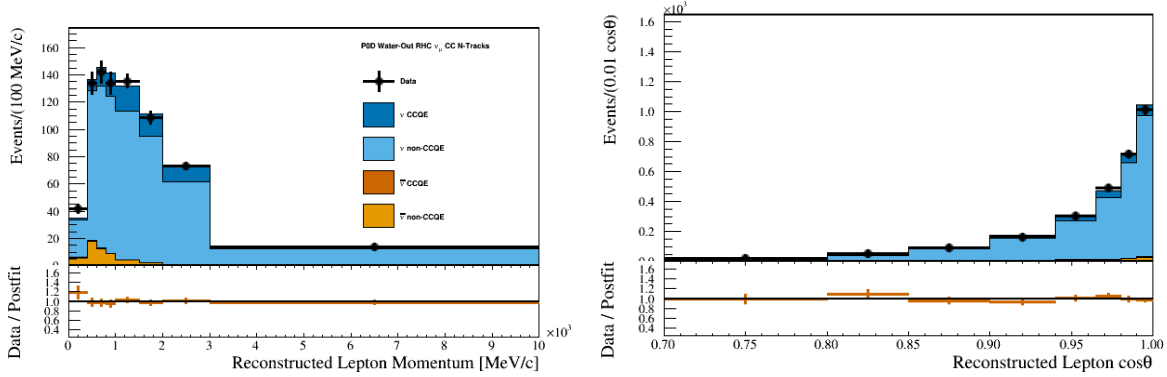 Events/(100 MeV/c)
160
140
120
100
80
60
40
20
0
P0D Water-Out RHC νμ CC N-Tracks
Data
ν CCQE
ν non-CCQE
ν̅ CCQE
ν̅ non-CCQE
Data / Postfit
1.6
1.4
1.2
1.0
0.8
0.6
0.4
0 1 2 3 4 5 6 7 8 9 10
×10³
Reconstructed Lepton Momentum [MeV/c]
×10³
Events/(0.01 cosθ)
1.6
1.4
1.2
1.0
0.8
0.6
0.4
0.2
0.0
Data / Postfit
1.6
1.4
1.2
1.0
0.8
0.6
0.4
0.70 0.75 0.80 0.85 0.90 0.95 1.00
Reconstructed Lepton cosθ